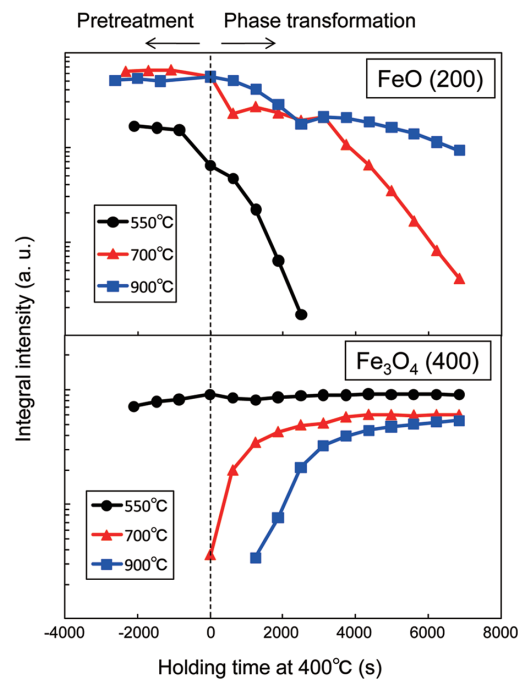 Pretreatment Phase transformation
FeO (200)
550℃
700℃
900℃
Integral intensity (a. u.)
Fe₃O₄ (400)
550℃
700℃
900℃
-4000 -2000 0 2000 4000 6000 8000
Holding time at 400℃ (s)